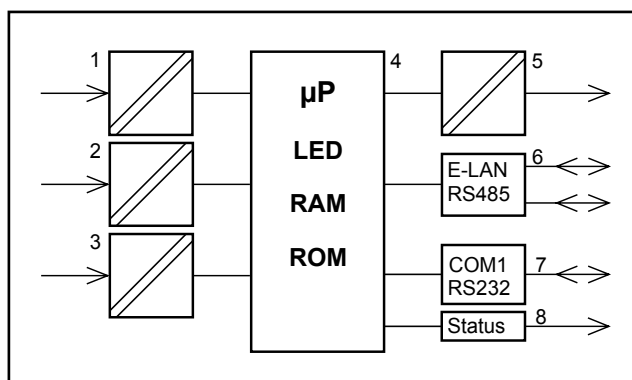 1
2
3
4
µP
LED
RAM
ROM
5
6
E-LAN
RS485
7
COM1
RS232
8
Status